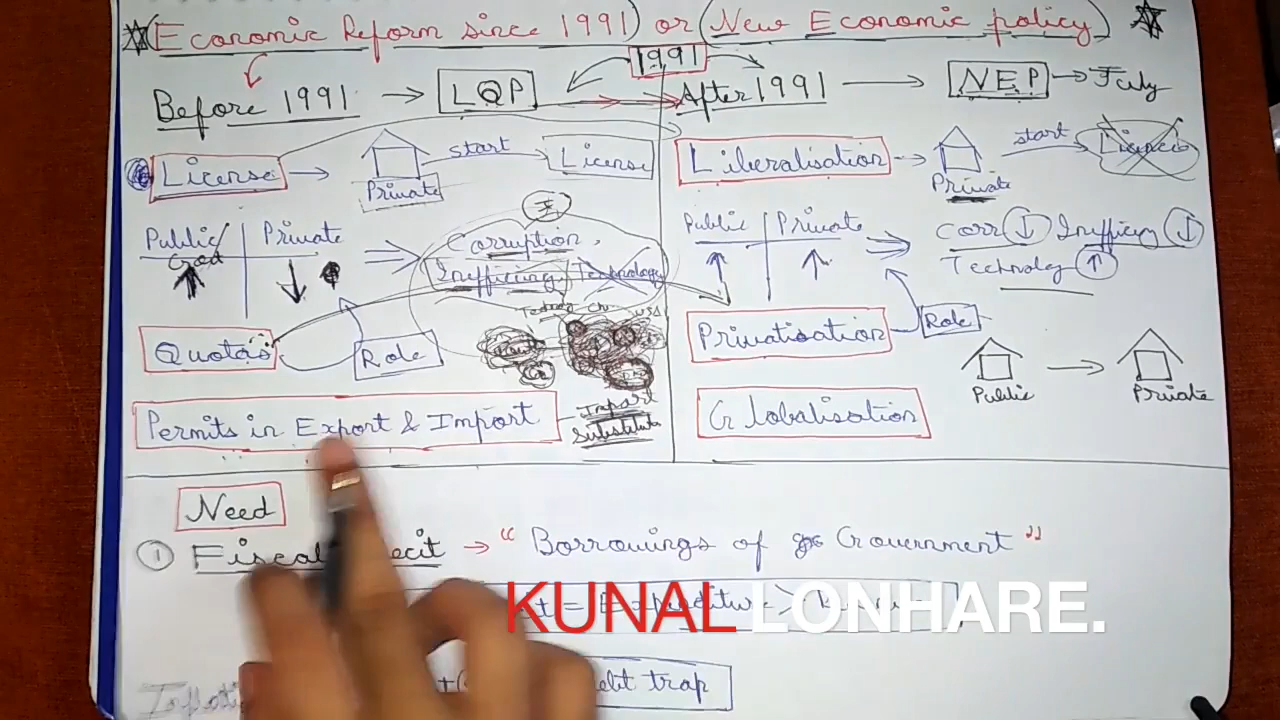 (Economic Reform since 1991) or (New Economic policy)
1991
Before 1991 → LQP
After 1991 → NEP → July
License → Private start License
Liberalisation → Private start
Public Private
Corruption,
Inefficiency Technology
Public Private
Corr ↓ Inefficiency ↓
Technology ↑
Quotas Role
Privatisation Role
Public → Private
Permits in Export & Import
Import
Substitute
Globalisation
Need
① Fiscal → "Borrowings of Government"
= Expenditure >
KUNAL LONHARE.
debt trap